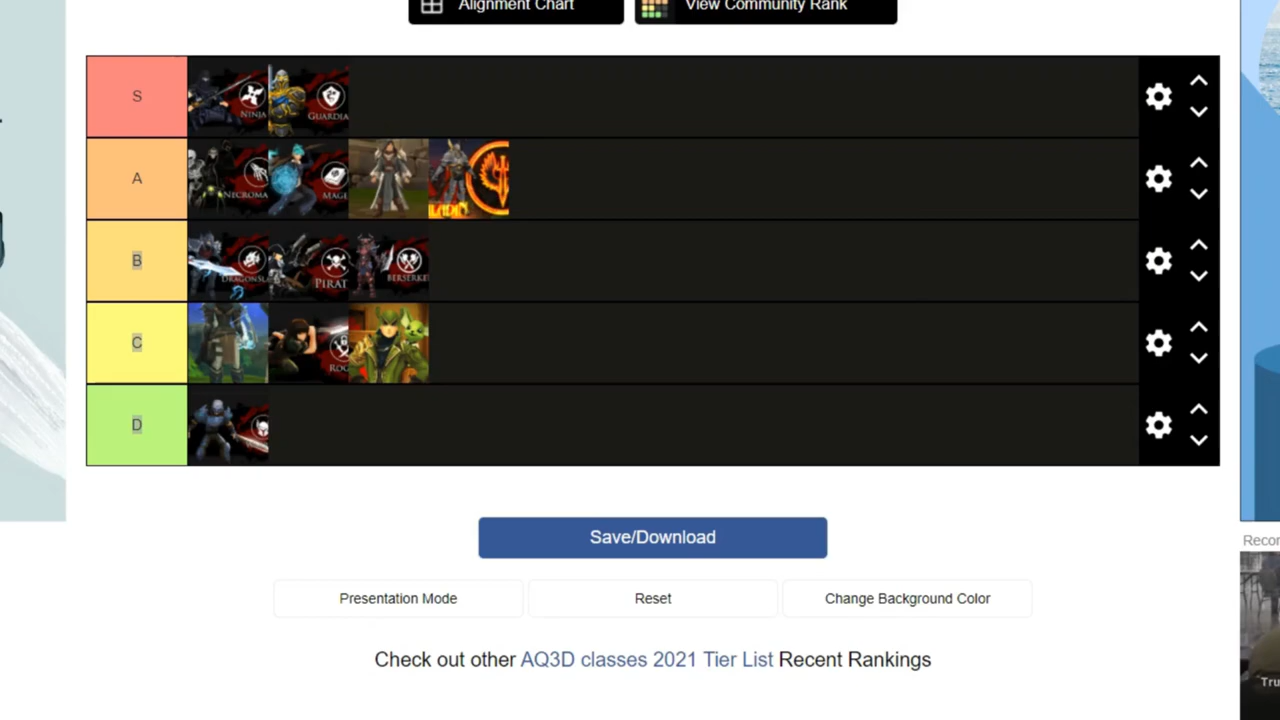 Alignment Chart
View Community Rank
S
NINJA
GUARDIA
A
NECROMA
MAGE
B
DRAGONSL
PIRAT
BERSERKE
C
ROG
D
Save/Download
Presentation Mode
Reset
Change Background Color
Check out other AQ3D classes 2021 Tier List Recent Rankings
Recor
Tru